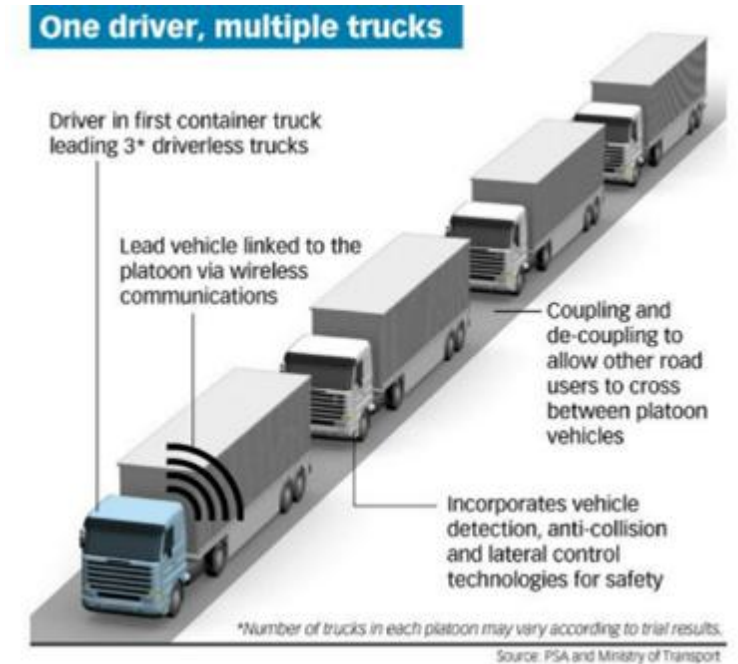 One driver, multiple trucks
Driver in first container truck
leading 3* driverless trucks
Lead vehicle linked to the
platoon via wireless
communications
Coupling and
de-coupling to
allow other road
users to cross
between platoon
vehicles
Incorporates vehicle
detection, anti-collision
and lateral control
technologies for safety
*Number of trucks in each platoon may vary according to trial results.
Source: PSA and Ministry of Transport